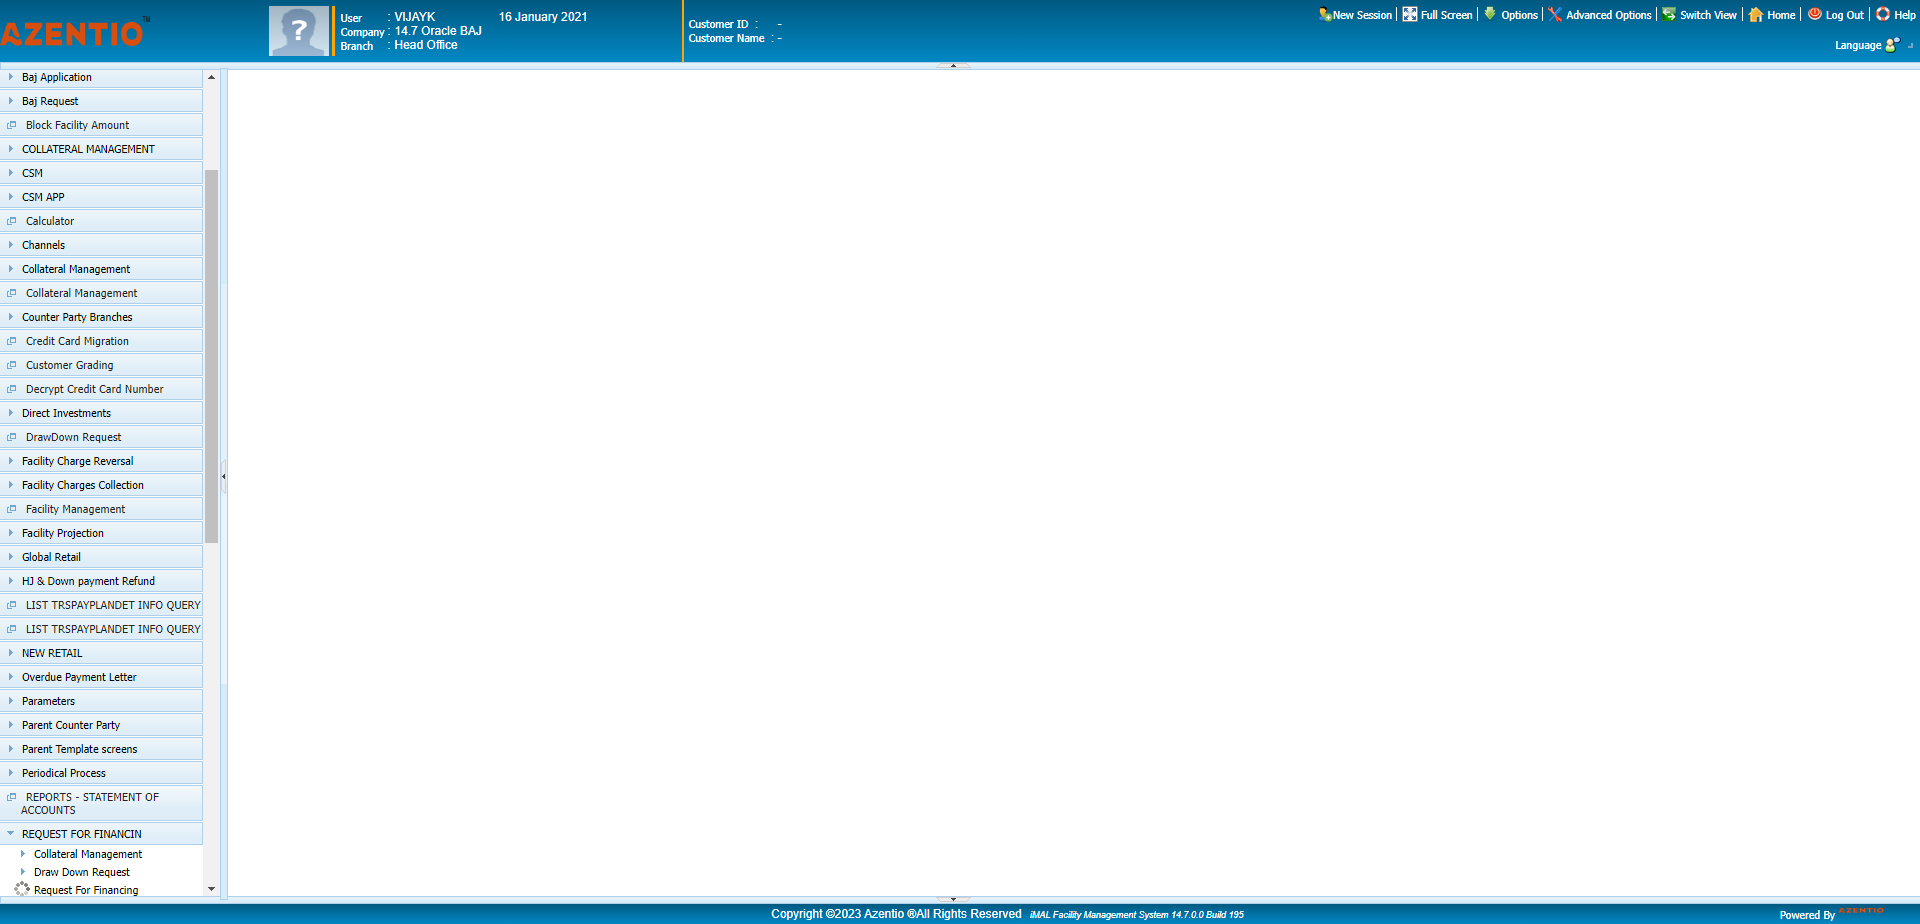 AZENTIO™
User : VIJAYK 16 January 2021
Company : 14.7 Oracle BAJ
Branch : Head Office
Customer ID : -
Customer Name : -
New Session | Full Screen | Options | Advanced Options | Switch View | Home | Log Out | Help
Language
Baj Application
Baj Request
Block Facility Amount
COLLATERAL MANAGEMENT
CSM
CSM APP
Calculator
Channels
Collateral Management
Collateral Management
Counter Party Branches
Credit Card Migration
Customer Grading
Decrypt Credit Card Number
Direct Investments
DrawDown Request
Facility Charge Reversal
Facility Charges Collection
Facility Management
Facility Projection
Global Retail
HJ & Down payment Refund
LIST TRSPAYPLANDET INFO QUERY
LIST TRSPAYPLANDET INFO QUERY
NEW RETAIL
Overdue Payment Letter
Parameters
Parent Counter Party
Parent Template screens
Periodical Process
REPORTS - STATEMENT OF
ACCOUNTS
REQUEST FOR FINANCIN
Collateral Management
Draw Down Request
Request For Financing
Copyright ©2023 Azentio ®All Rights Reserved iMAL Facility Management System 14.7.0.0 Build 195
Powered By AZENTIO